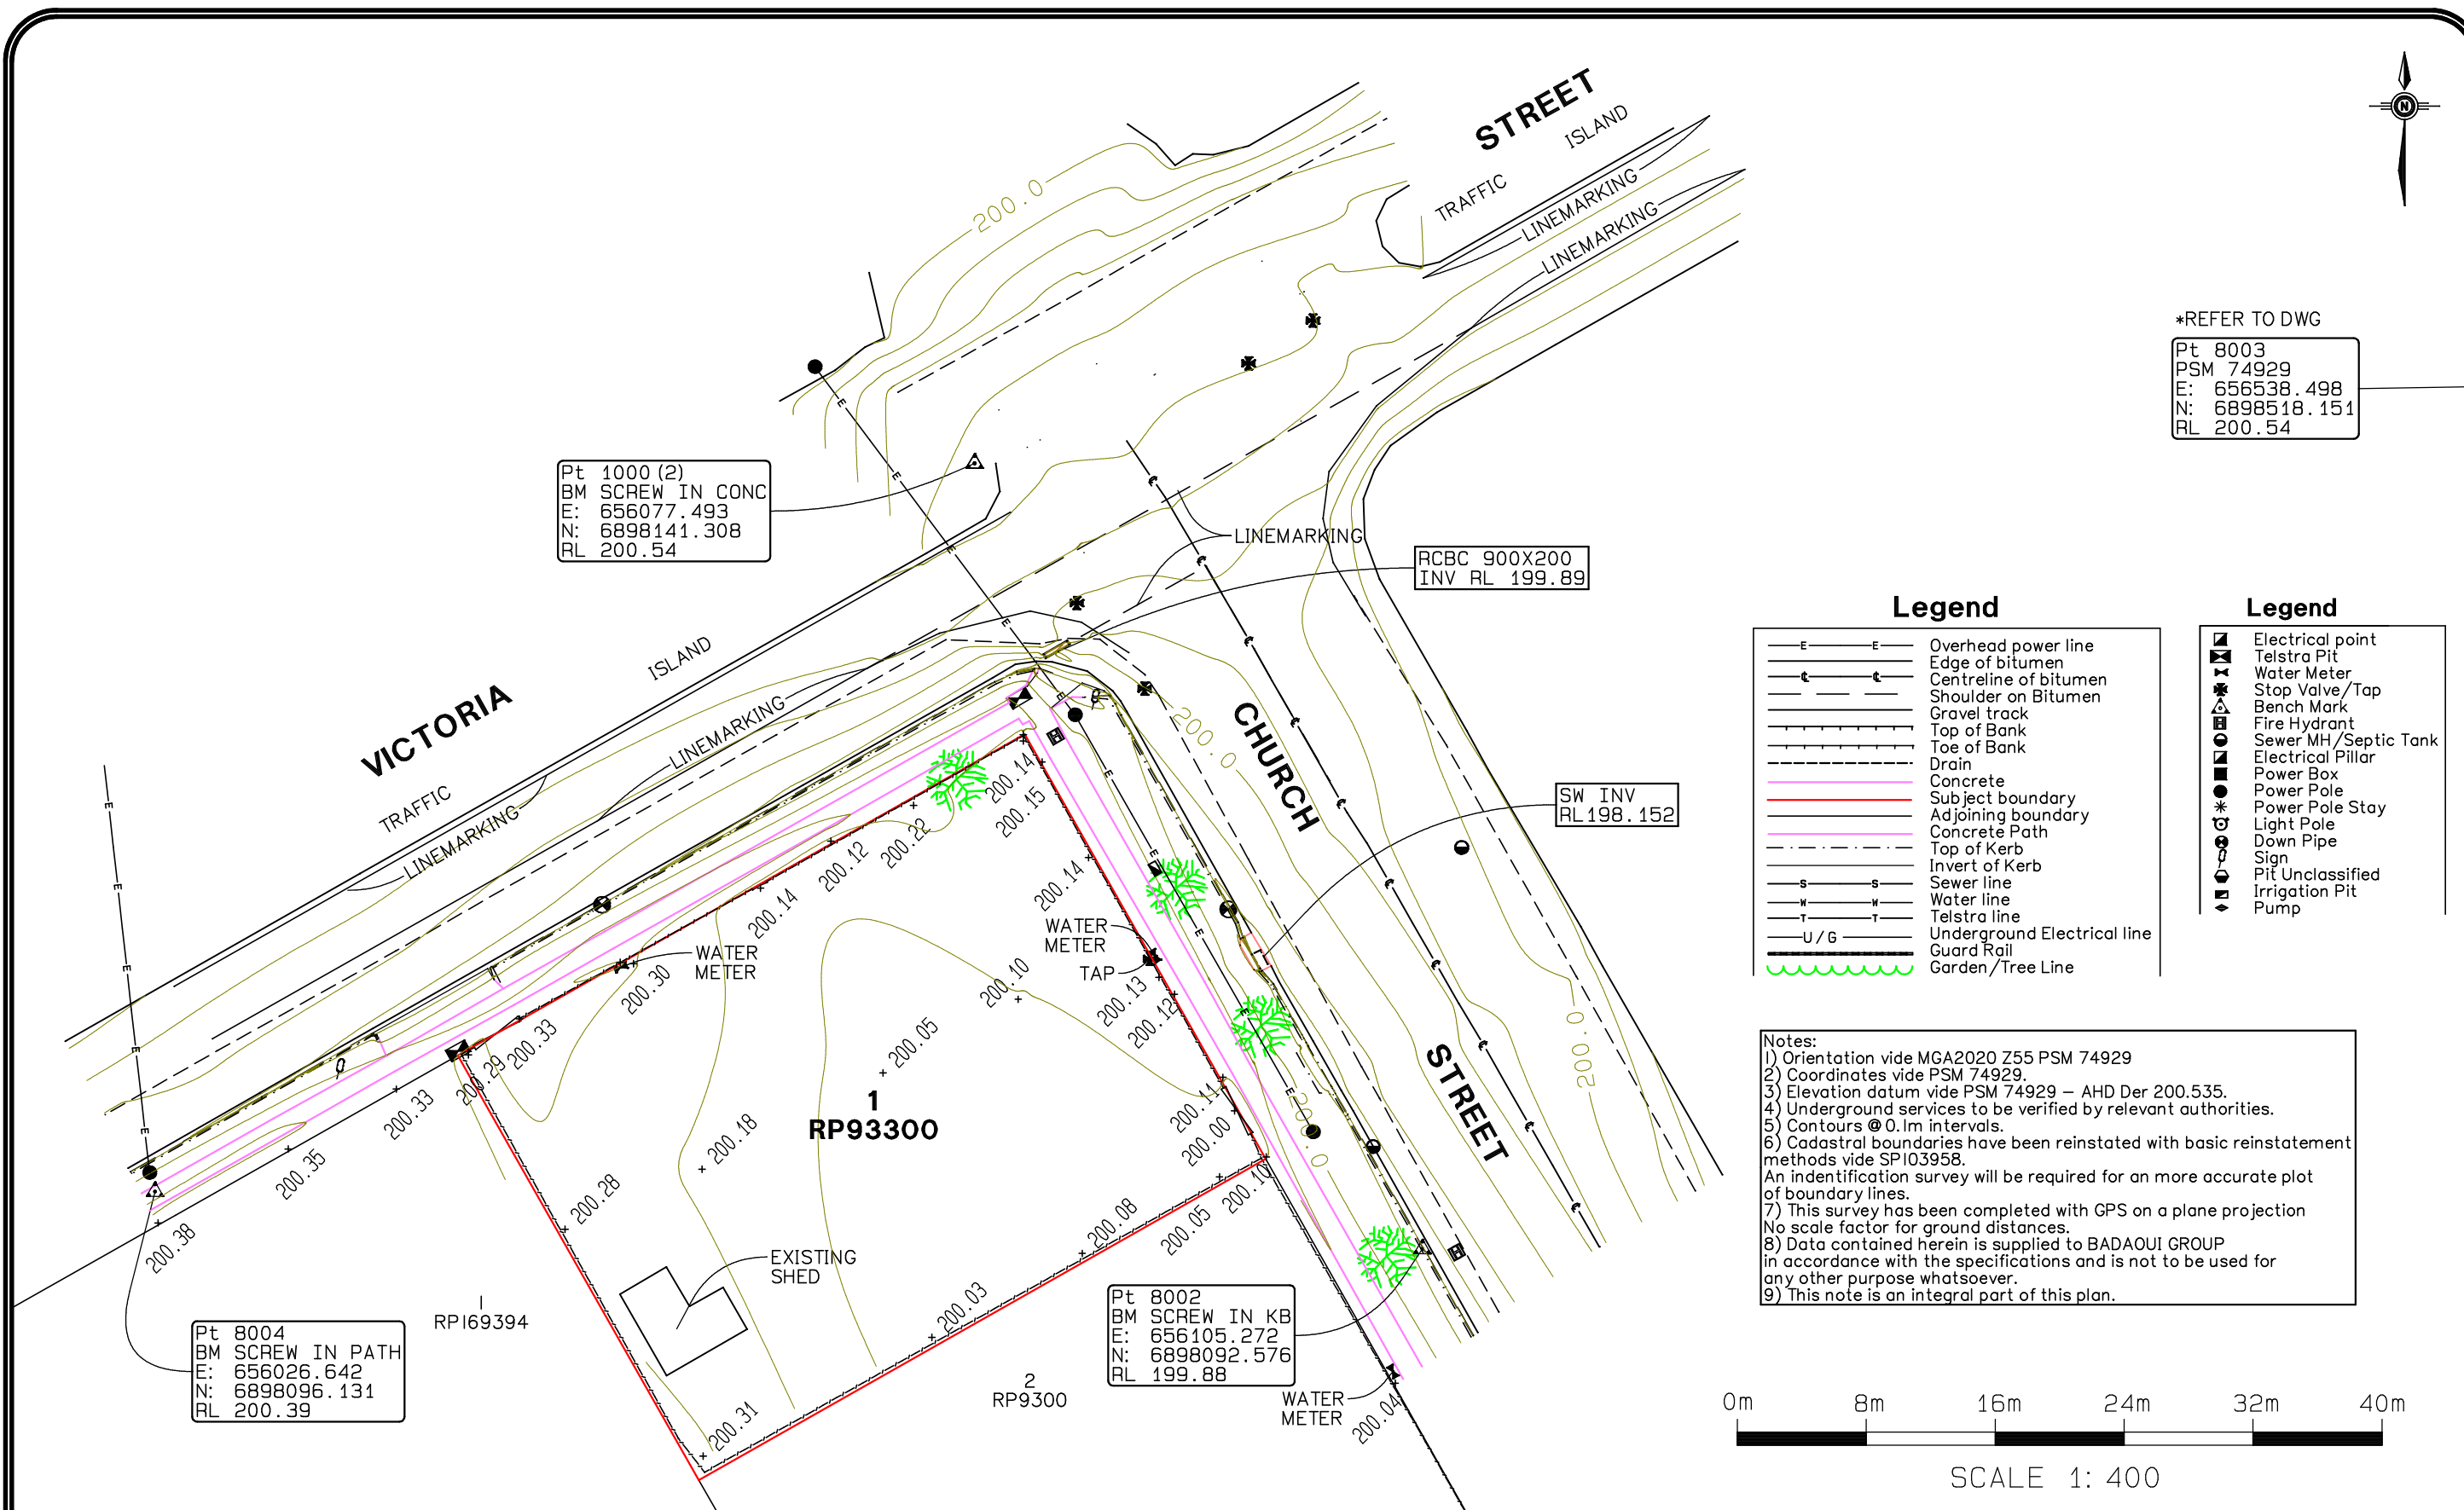 STREET
ISLAND
TRAFFIC
LINEMARKING
LINEMARKING
200.0
N
*REFER TO DWG
Pt 8003
PSM 74929
E: 656538.498
N: 6898518.151
RL 200.54
Pt 1000(2)
BM SCREW IN CONC
E: 656077.493
N: 6898141.308
RL 200.54
LINEMARKING
RCBC 900X200
INV RL 199.89
VICTORIA
ISLAND
TRAFFIC
LINEMARKING
LINEMARKING
CHURCH
STREET
200.0
200.0
200.0
SW INV
RL198.152
200.14
200.15
200.22
200.12
200.14
200.14
WATER
METER
WATER
METER
TAP
200.30
200.10
200.13
200.12
200.33
200.29
200.33
200.05
200.11
200.00
200.10
200.05
200.08
200.03
200.18
200.28
200.35
200.38
200.31
200.04
1
RP93300
EXISTING
SHED
1
RP169394
2
RP9300
Pt 8004
BM SCREW IN PATH
E: 656026.642
N: 6898096.131
RL 200.39
Pt 8002
BM SCREW IN KB
E: 656105.272
N: 6898092.576
RL 199.88
WATER
METER
Legend
E E Overhead power line
Edge of bitumen
Centreline of bitumen
Shoulder on Bitumen
Gravel track
Top of Bank
Toe of Bank
Drain
Concrete
Subject boundary
Adjoining boundary
Concrete Path
Top of Kerb
Invert of Kerb
S S Sewer line
W W Water line
T T Telstra line
U/G Underground Electrical line
Guard Rail
Garden/Tree Line
Legend
Electrical point
Telstra Pit
Water Meter
Stop Valve/Tap
Bench Mark
Fire Hydrant
Sewer MH/Septic Tank
Electrical Pillar
Power Box
Power Pole
Power Pole Stay
Light Pole
Down Pipe
Sign
Pit Unclassified
Irrigation Pit
Pump
Notes:
1) Orientation vide MGA2020 Z55 PSM 74929
2) Coordinates vide PSM 74929.
3) Elevation datum vide PSM 74929 – AHD Der 200.535.
4) Underground services to be verified by relevant authorities.
5) Contours @ 0.1m intervals.
6) Cadastral boundaries have been reinstated with basic reinstatement
methods vide SP103958.
An indentification survey will be required for an more accurate plot
of boundary lines.
7) This survey has been completed with GPS on a plane projection
No scale factor for ground distances.
8) Data contained herein is supplied to BADAOUI GROUP
in accordance with the specifications and is not to be used for
any other purpose whatsoever.
9) This note is an integral part of this plan.
0m 8m 16m 24m 32m 40m
SCALE 1: 400